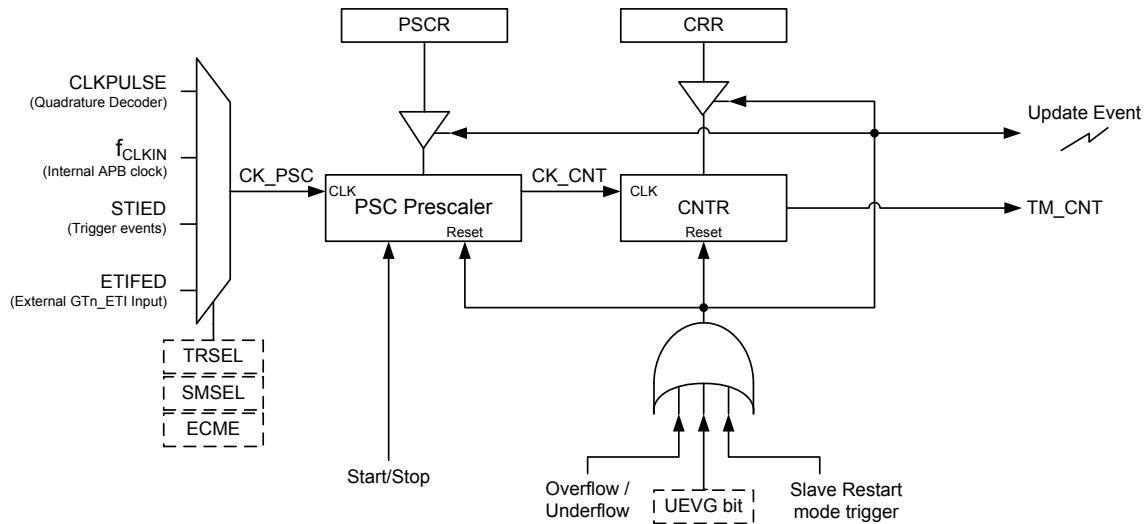 PSCR
CRR
CLKPULSE
(Quadrature Decoder)
fCLKIN
(Internal APB clock)
STIED
(Trigger events)
ETIFED
(External GTn_ETI Input)
TRSEL
SMSEL
ECME
CK_PSC
CLK
PSC Prescaler
Reset
CK_CNT
CLK
CNTR
Reset
Update Event
TM_CNT
Start/Stop
Overflow /
Underflow
UEVG bit
Slave Restart
mode trigger